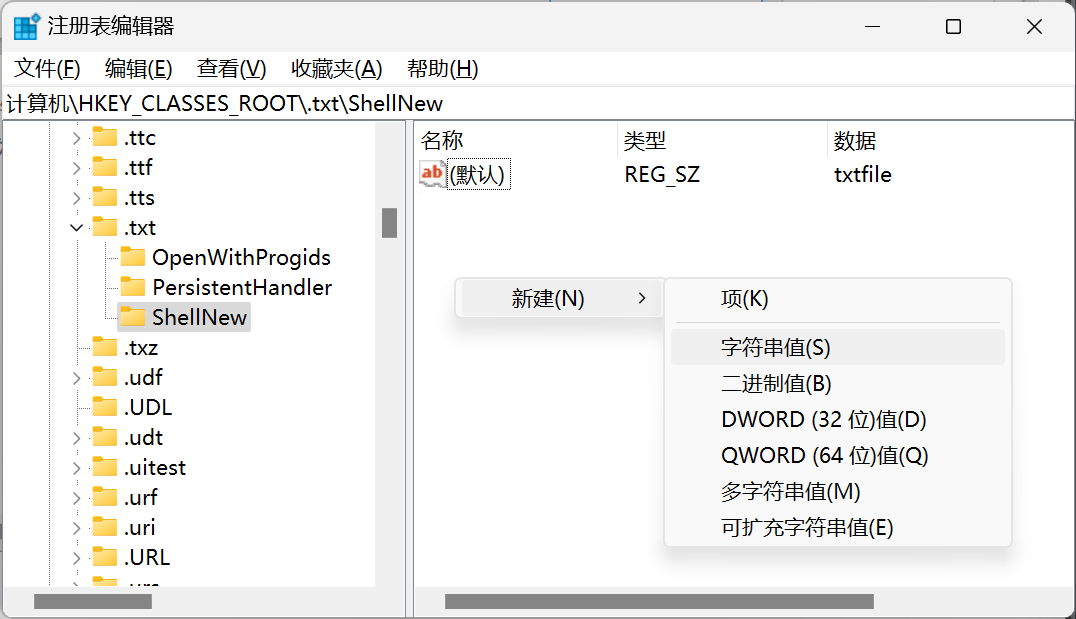 注册表编辑器
文件(F) 编辑(E) 查看(V) 收藏夹(A) 帮助(H)
计算机\HKEY_CLASSES_ROOT\.txt\ShellNew
.ttc
.ttf
.tts
.txt
OpenWithProgids
PersistentHandler
ShellNew
.txz
.udf
.UDL
.udt
.uitest
.urf
.uri
.URL
名称 类型 数据
ab (默认) REG_SZ txtfile
新建(N)
项(K)
字符串值(S)
二进制值(B)
DWORD (32 位)值(D)
QWORD (64 位)值(Q)
多字符串值(M)
可扩充字符串值(E)